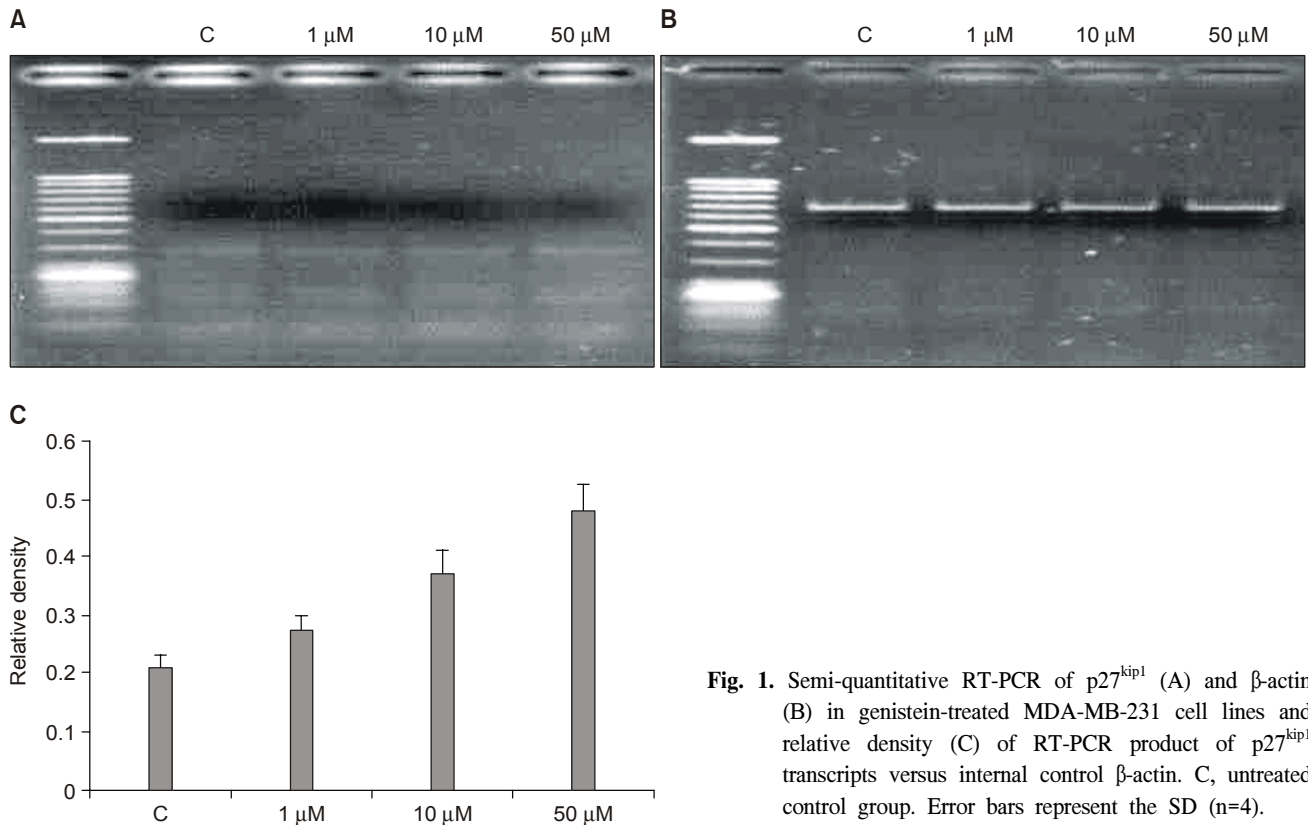 A
C 1 μM 10 μM 50 μM
B
C 1 μM 10 μM 50 μM
C
Relative density
0.6
0.5
0.4
0.3
0.2
0.1
0
C 1 μM 10 μM 50 μM
Fig. 1. Semi-quantitative RT-PCR of p27kip1 (A) and β-actin
(B) in genistein-treated MDA-MB-231 cell lines and
relative density (C) of RT-PCR product of p27kip1
transcripts versus internal control β-actin. C, untreated
control group. Error bars represent the SD (n=4).